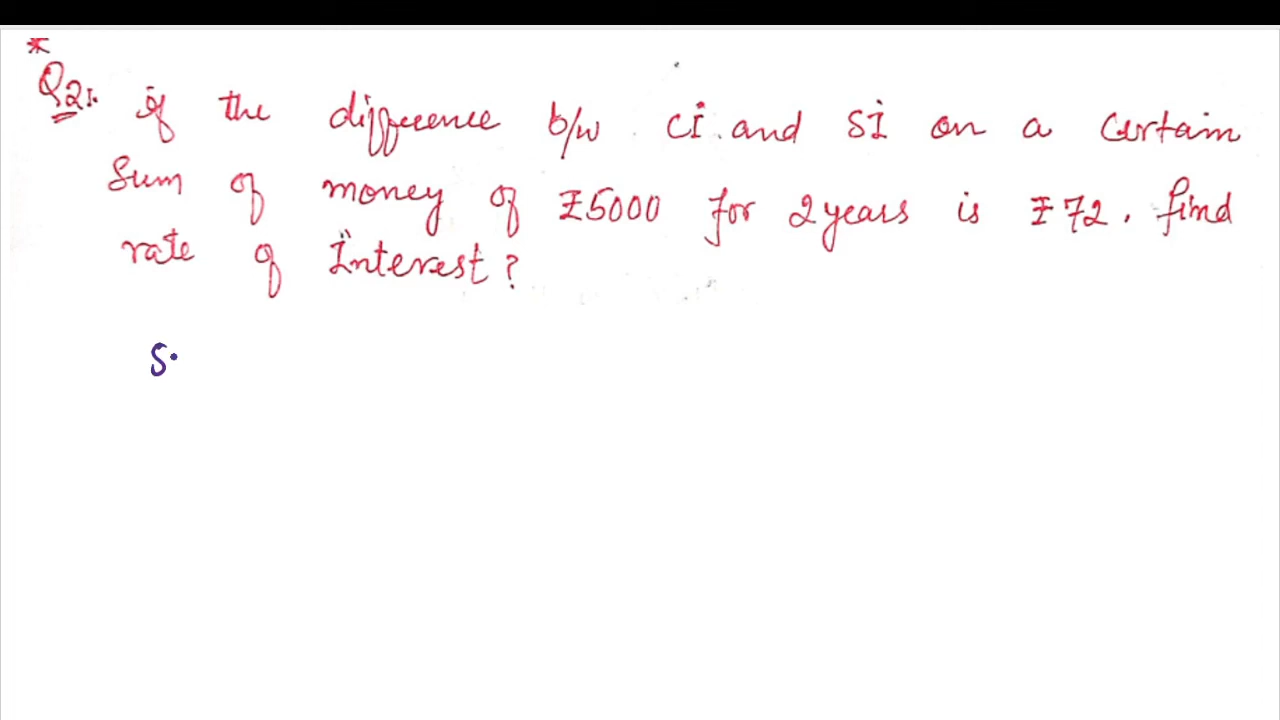 *
Q2:. if the difference b/w CI and SI on a certain
Sum of money of ₹5000 for 2 years is ₹72. find
rate of Interest?
S.